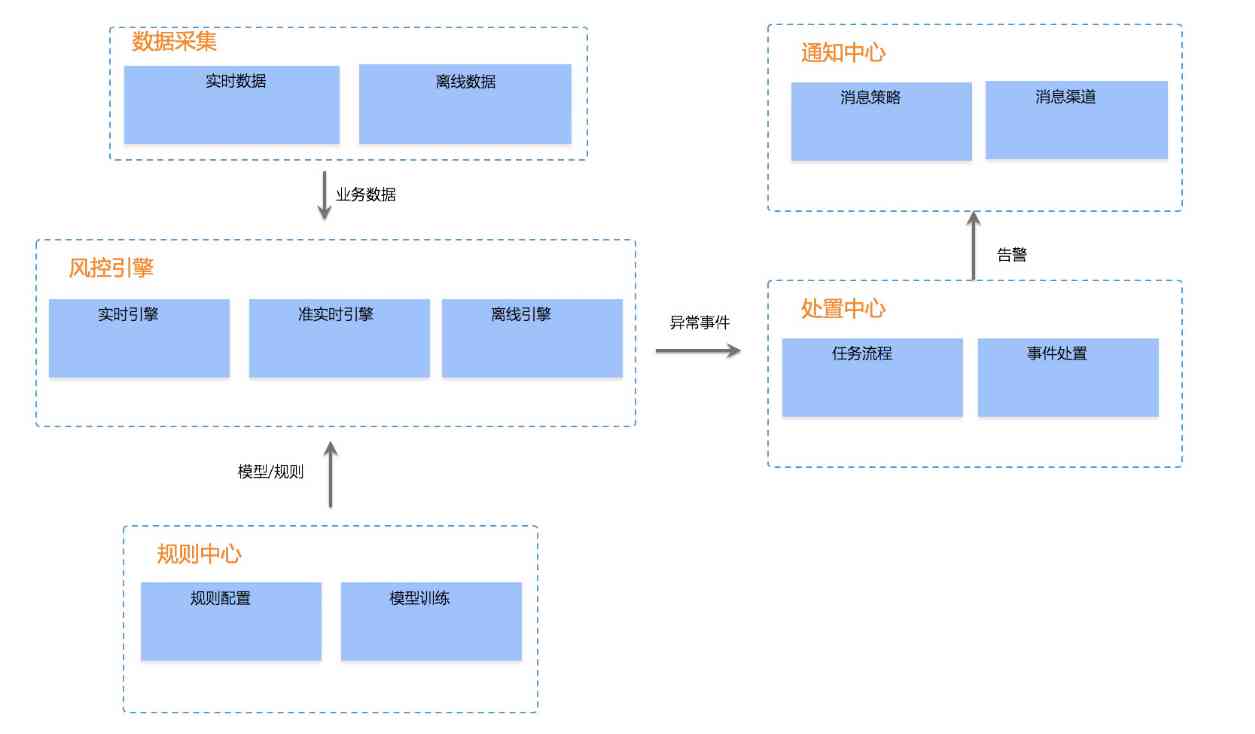 数据采集
实时数据
离线数据
业务数据
风控引擎
实时引擎
准实时引擎
离线引擎
模型/规则
规则中心
规则配置
模型训练
异常事件
通知中心
消息策略
消息渠道
告警
处置中心
任务流程
事件处置